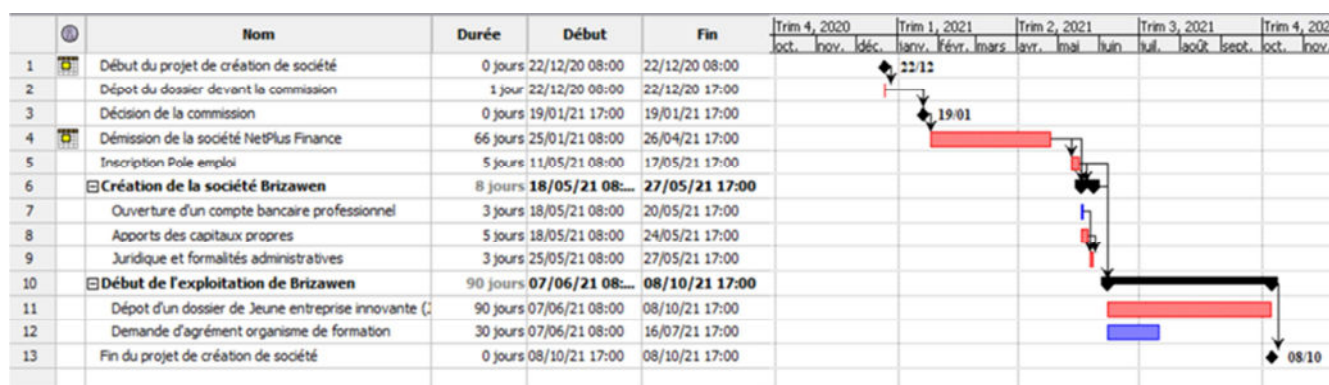 Nom Durée Début Fin Trim 4, 2020 Trim 1, 2021 Trim 2, 2021 Trim 3, 2021 Trim 4, 202
oct. nov. déc. janv. févr. mars avr. mai juin juil. août sept. oct. nov.
1 Début du projet de création de société 0 jours 22/12/20 08:00 22/12/20 08:00 22/12
2 Dépot du dossier devant la commission 1 jour 22/12/20 08:00 22/12/20 17:00
3 Décision de la commission 0 jours 19/01/21 17:00 19/01/21 17:00 19/01
4 Démission de la société NetPlus Finance 66 jours 25/01/21 08:00 26/04/21 17:00
5 Inscription Pole emploi 5 jours 11/05/21 08:00 17/05/21 17:00
6 Création de la société Brizawen 8 jours 18/05/21 08:... 27/05/21 17:00
7 Ouverture d'un compte bancaire professionnel 3 jours 18/05/21 08:00 20/05/21 17:00
8 Apports des capitaux propres 5 jours 18/05/21 08:00 24/05/21 17:00
9 Juridique et formalités administratives 3 jours 25/05/21 08:00 27/05/21 17:00
10 Début de l'exploitation de Brizawen 90 jours 07/06/21 08:... 08/10/21 17:00
11 Dépot d'un dossier de Jeune entreprise innovante (J 90 jours 07/06/21 08:00 08/10/21 17:00
12 Demande d'agrément organisme de formation 30 jours 07/06/21 08:00 16/07/21 17:00
13 Fin du projet de création de société 0 jours 08/10/21 17:00 08/10/21 17:00 08/10